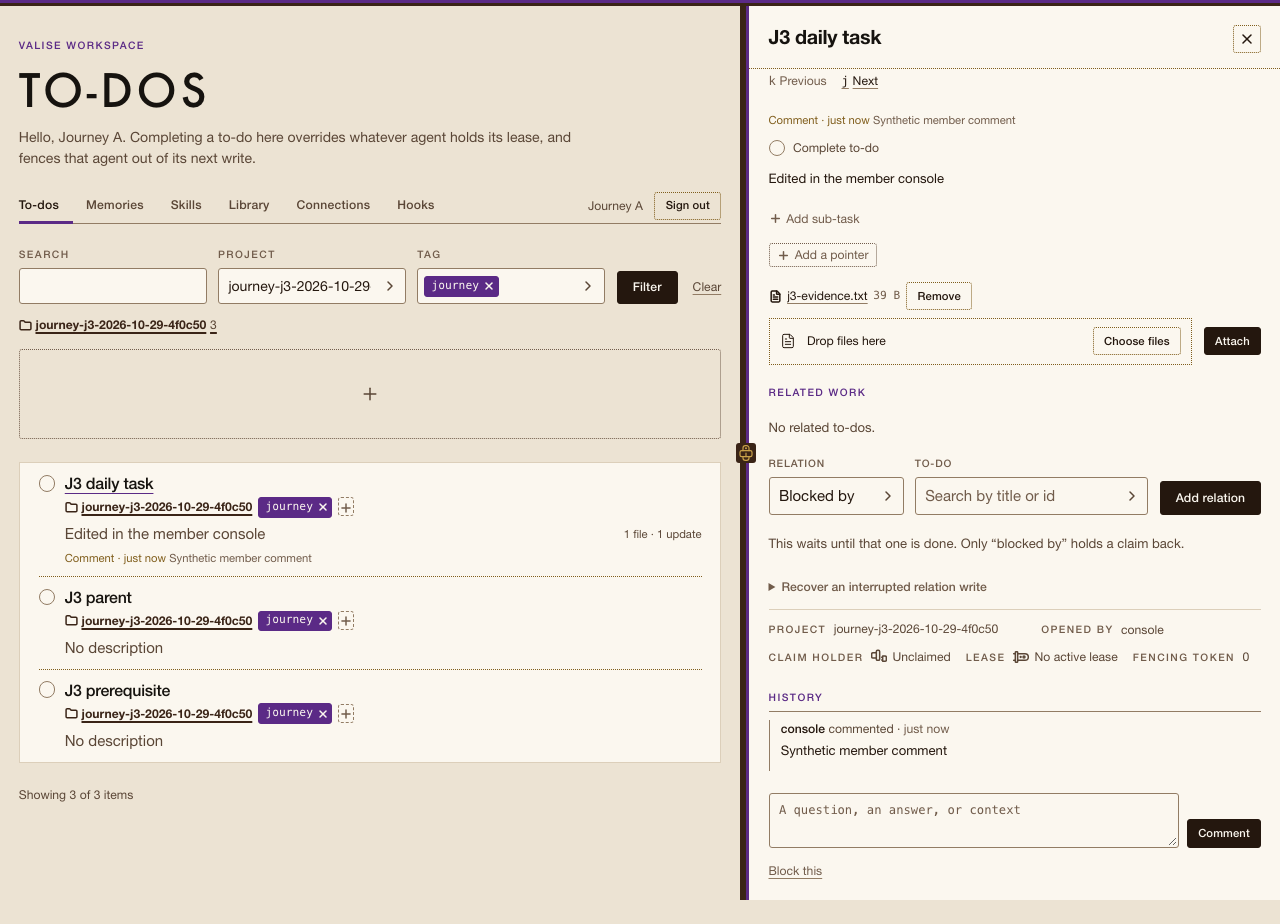 VALISE WORKSPACE
TO-DOS
Hello, Journey A. Completing a to-do here overrides whatever agent holds its lease, and
fences that agent out of its next write.
To-dos Memories Skills Library Connections Hooks Journey A Sign out
SEARCH PROJECT TAG
journey-j3-2026-10-29 journey Filter Clear
journey-j3-2026-10-29-4f0c50 3
J3 daily task
journey-j3-2026-10-29-4f0c50 journey
Edited in the member console 1 file · 1 update
Comment · just now Synthetic member comment
J3 parent
journey-j3-2026-10-29-4f0c50 journey
No description
J3 prerequisite
journey-j3-2026-10-29-4f0c50 journey
No description
Showing 3 of 3 items
J3 daily task
k Previous j Next
Comment · just now Synthetic member comment
Complete to-do
Edited in the member console
Add sub-task
Add a pointer
j3-evidence.txt 39 B Remove
Drop files here Choose files Attach
RELATED WORK
No related to-dos.
RELATION TO-DO
Blocked by Search by title or id Add relation
This waits until that one is done. Only “blocked by” holds a claim back.
Recover an interrupted relation write
PROJECT journey-j3-2026-10-29-4f0c50 OPENED BY console
CLAIM HOLDER Unclaimed LEASE No active lease FENCING TOKEN 0
HISTORY
console commented · just now
Synthetic member comment
A question, an answer, or context
Comment
Block this